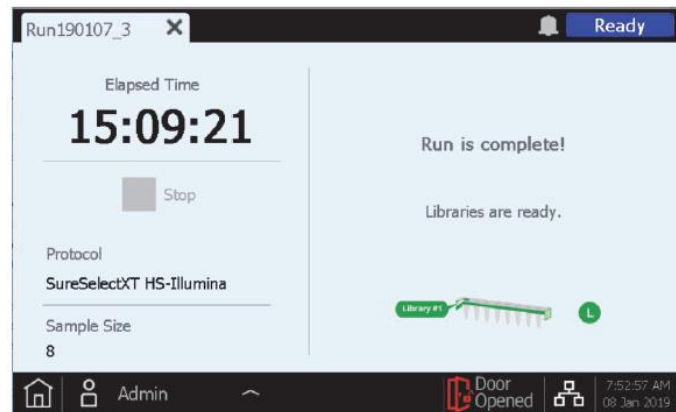 Run190107_3
Ready
Elapsed Time
15:09:21
Stop
Protocol
SureSelectXT HS-Illumina
Sample Size
8
Run is complete!
Libraries are ready.
Library #1
L
Admin
Door
Opened
7:52:57 AM
08 Jan 2019